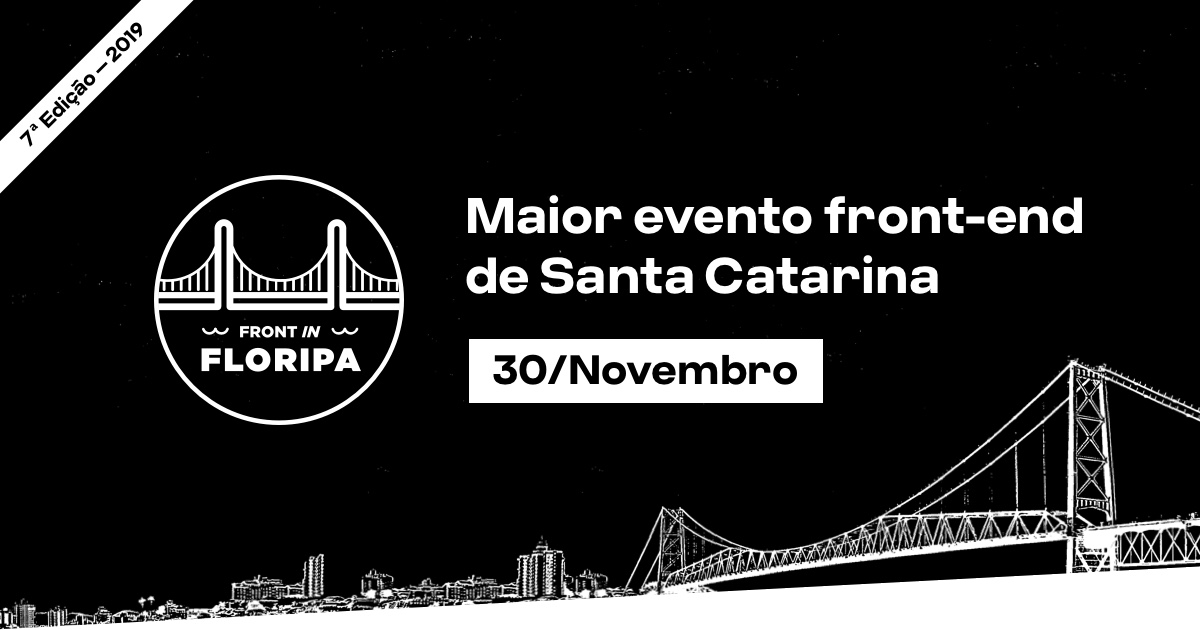 7ª Edição — 2019
Maior evento front-end
de Santa Catarina
30/Novembro
FRONT IN
FLORIPA